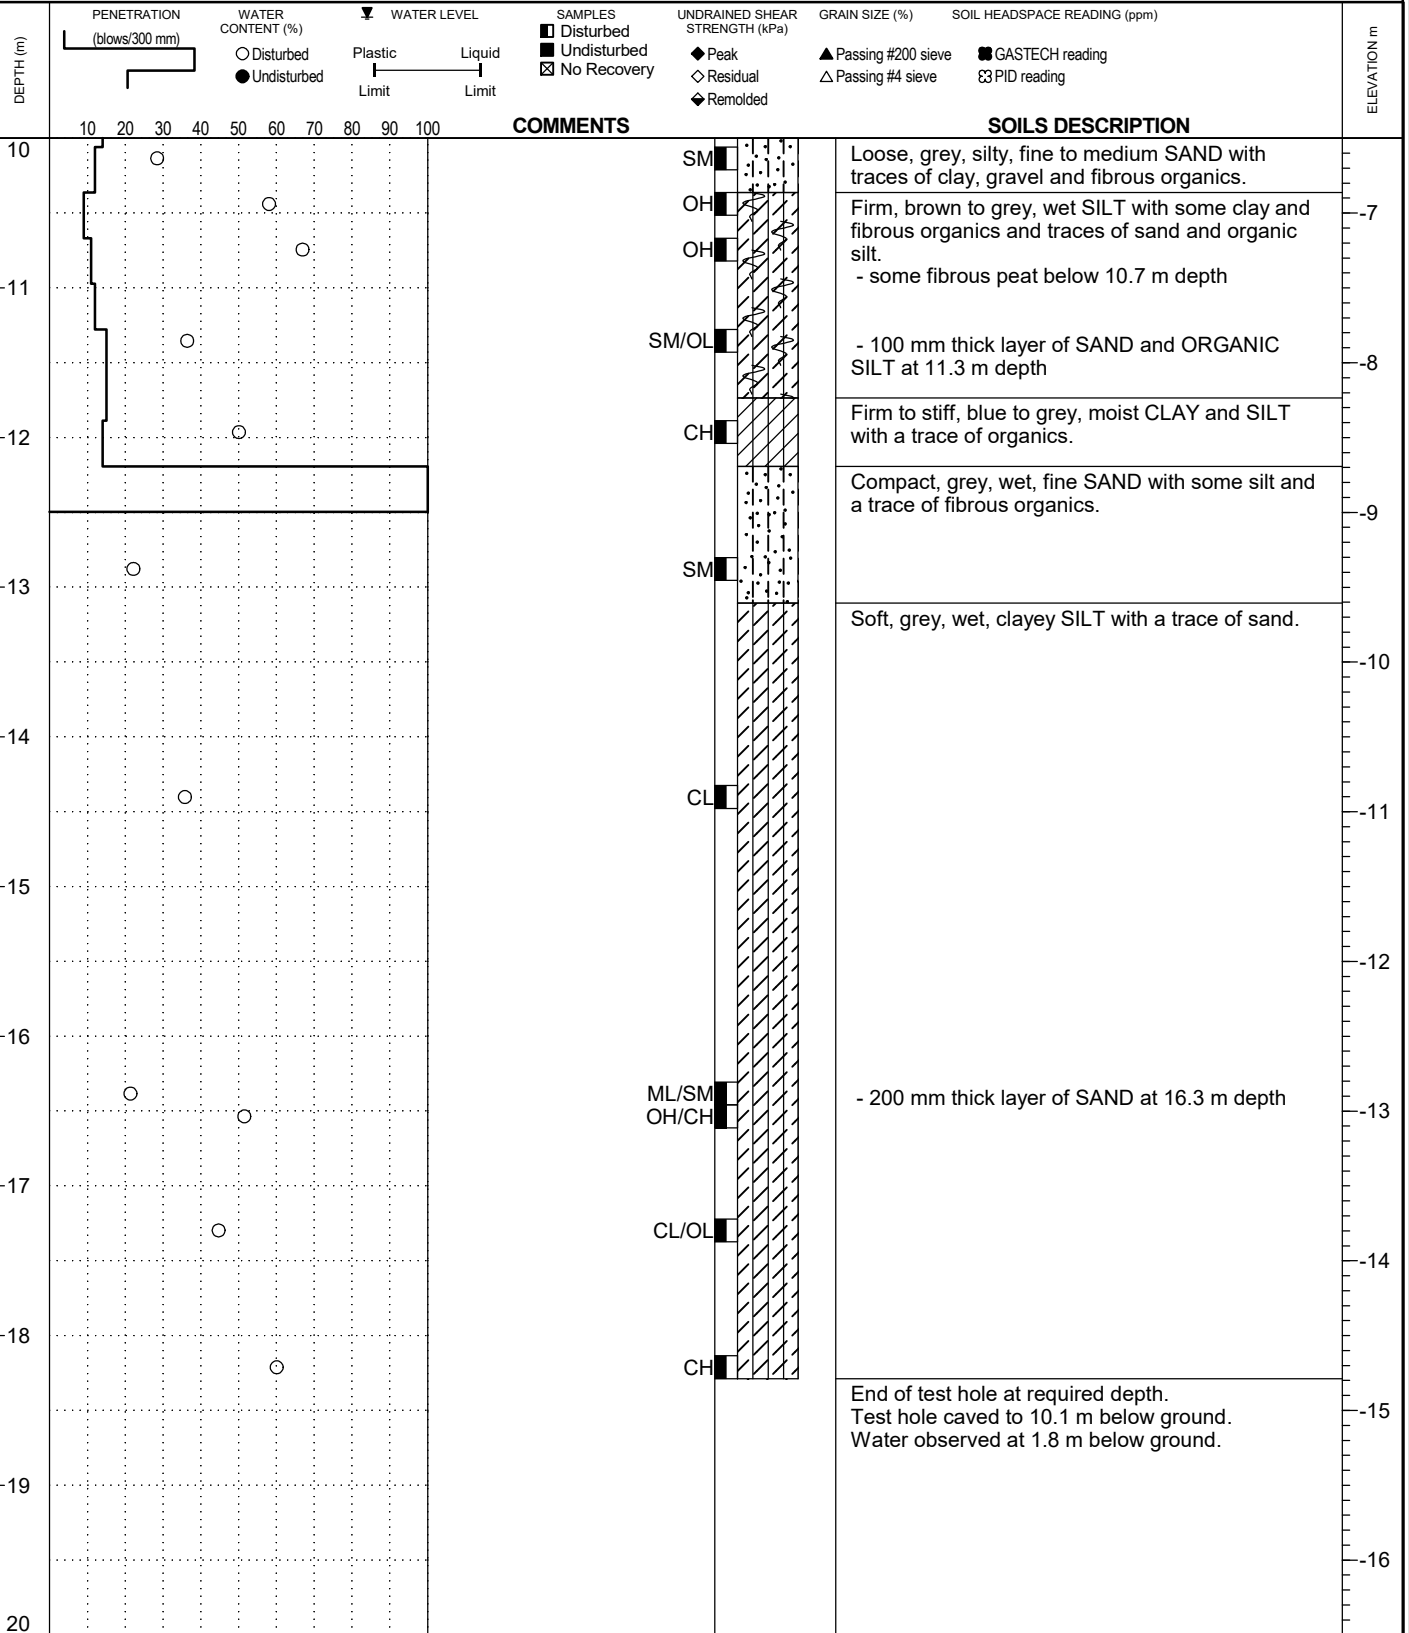 PENETRATION
(blows/300 mm)
WATER
CONTENT (%)
Disturbed
Undisturbed
WATER LEVEL
Plastic Liquid
Limit Limit
SAMPLES
Disturbed
Undisturbed
No Recovery
UNDRAINED SHEAR
STRENGTH (kPa)
Peak
Residual
Remolded
GRAIN SIZE (%)
Passing #200 sieve
Passing #4 sieve
SOIL HEADSPACE READING (ppm)
GASTECH reading
PID reading
DEPTH (m)
ELEVATION m
10 20 30 40 50 60 70 80 90 100
COMMENTS
SOILS DESCRIPTION
10
11
12
13
14
15
16
17
18
19
20
SM
OH
OH
SM/OL
CH
SM
CL
ML/SM
OH/CH
CL/OL
CH
Loose, grey, silty, fine to medium SAND with
traces of clay, gravel and fibrous organics.
Firm, brown to grey, wet SILT with some clay and
fibrous organics and traces of sand and organic
silt.
- some fibrous peat below 10.7 m depth
- 100 mm thick layer of SAND and ORGANIC
SILT at 11.3 m depth
Firm to stiff, blue to grey, moist CLAY and SILT
with a trace of organics.
Compact, grey, wet, fine SAND with some silt and
a trace of fibrous organics.
Soft, grey, wet, clayey SILT with a trace of sand.
- 200 mm thick layer of SAND at 16.3 m depth
End of test hole at required depth.
Test hole caved to 10.1 m below ground.
Water observed at 1.8 m below ground.
-7
-8
-9
-10
-11
-12
-13
-14
-15
-16